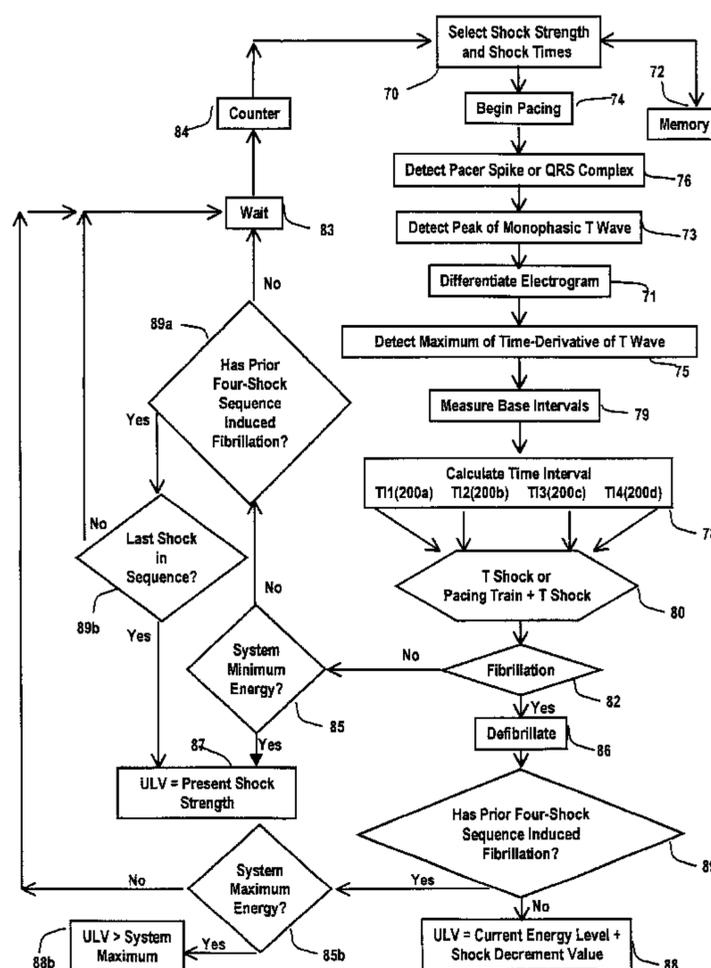 Select Shock Strength
and Shock Times
70
72
Memory
Begin Pacing
74
Counter
84
Detect Pacer Spike or QRS Complex
76
Wait
83
Detect Peak of Monophasic T Wave
73
No
Differentiate Electrogram
71
89a
Has Prior
Four-Shock
Sequence
Induced
Fibrillation?
Detect Maximum of Time-Derivative of T Wave
75
Measure Base Intervals
79
Yes
Calculate Time Interval
TI1(200a) TI2(200b) TI3(200c) TI4(200d)
No
Last Shock
in
Sequence?
89b
T Shock or
Pacing Train + T Shock
80
No
Yes
System
Minimum
Energy?
85
No
Fibrillation
82
Yes
Yes
Defibrillate
86
87
ULV = Present Shock
Strength
Has Prior Four-Shock
Sequence Induced
Fibrillation?
System
Maximum
Energy?
85b
No
Yes
No
88b
ULV > System
Maximum
Yes
ULV = Current Energy Level +
Shock Decrement Value
88